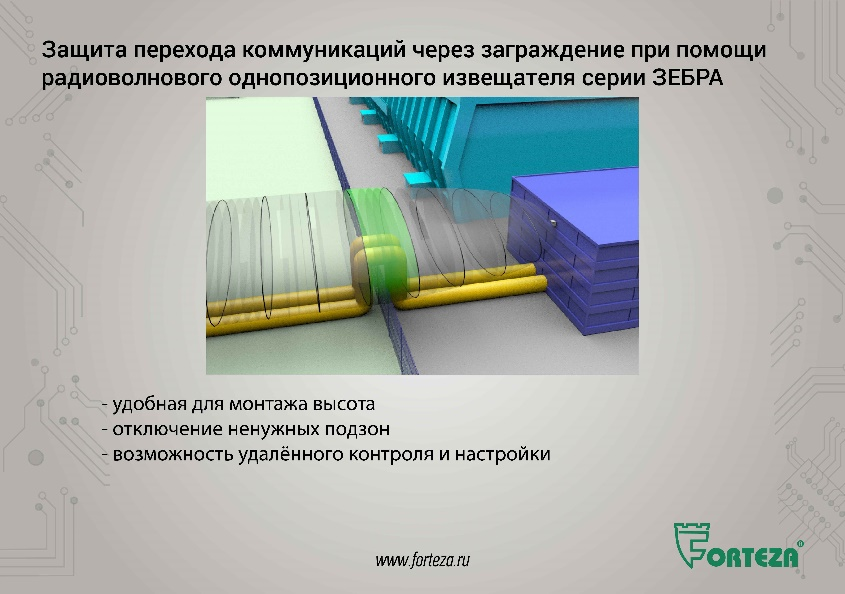 Защита перехода коммуникаций через заграждение при помощи
радиоволнового однопозиционного извещателя серии ЗЕБРА
- удобная для монтажа высота
- отключение ненужных подзон
- возможность удалённого контроля и настройки
www.forteza.ru
FORTEZA®